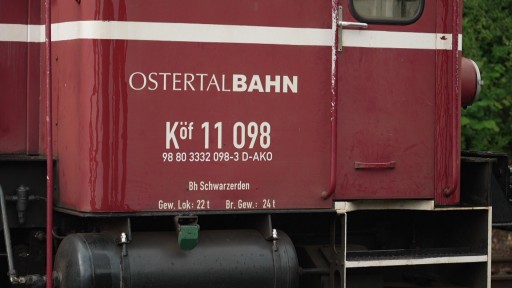 OSTERTALBAHN
Köf 11 098
98 80 3332 098-3 D-AKO
Bh Schwarzerden
Gew. Lok: 22 t Br. Gew.: 24 t